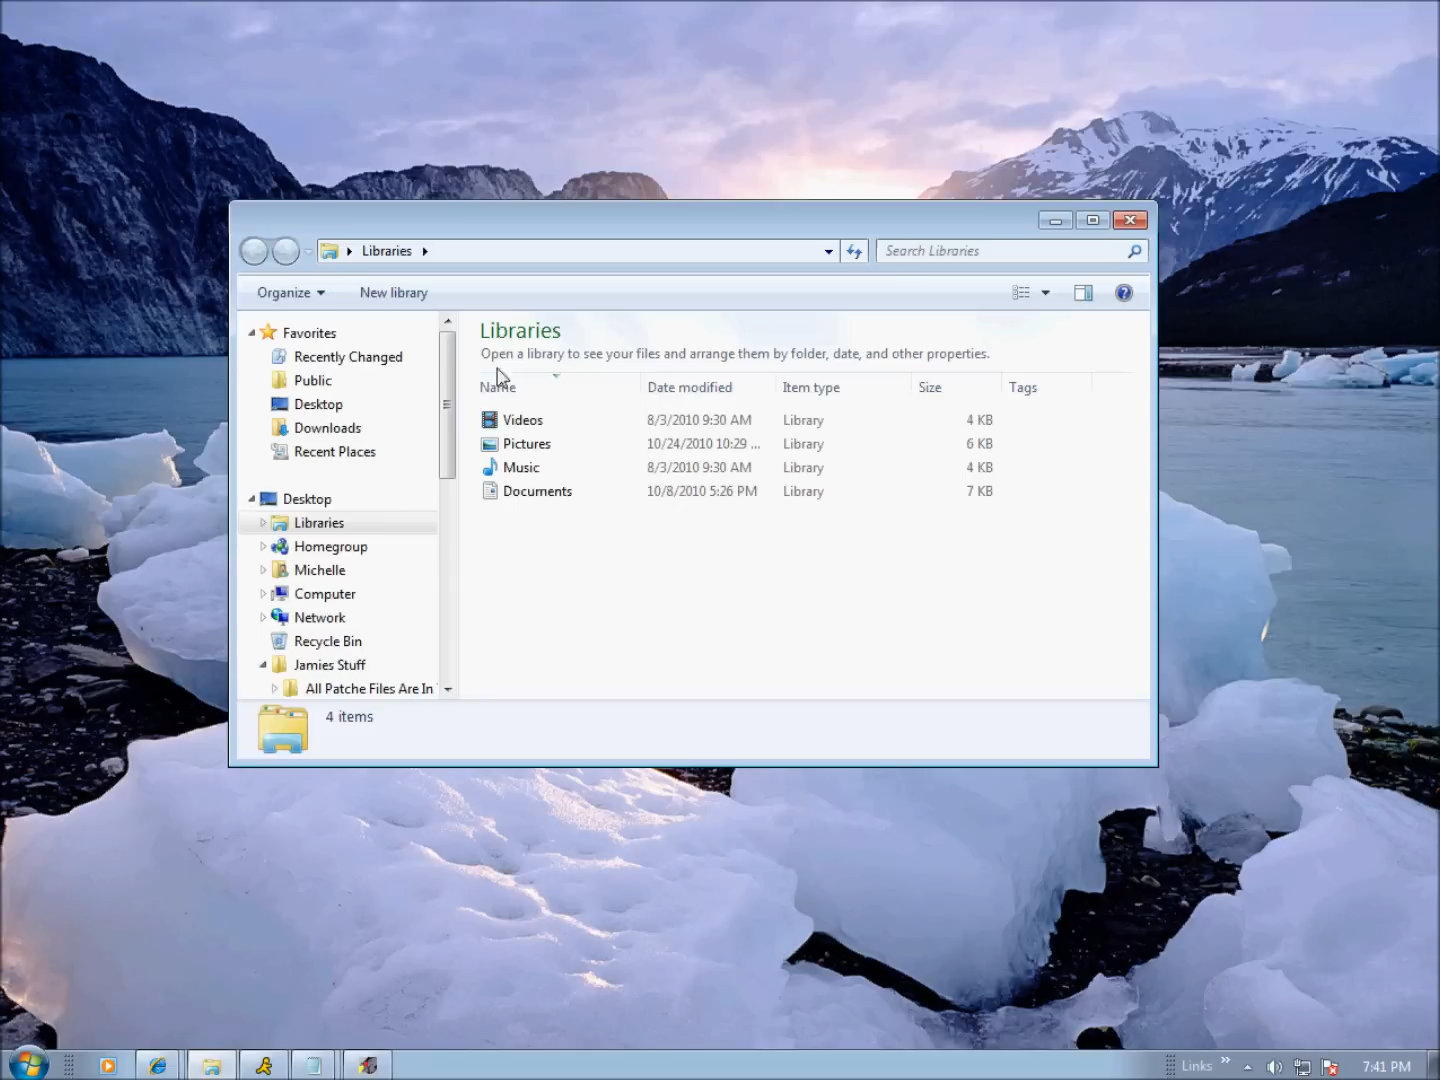 Libraries
Search Libraries
Organize
New library
Favorites
Recently Changed
Public
Desktop
Downloads
Recent Places
Desktop
Libraries
Homegroup
Michelle
Computer
Network
Recycle Bin
Jamies Stuff
All Patche Files Are In
Libraries
Open a library to see your files and arrange them by folder, date, and other properties.
Name Date modified Item type Size Tags
Videos 8/3/2010 9:30 AM Library 4 KB
Pictures 10/24/2010 10:29 ... Library 6 KB
Music 8/3/2010 9:30 AM Library 4 KB
Documents 10/8/2010 5:26 PM Library 7 KB
4 items
Links
7:41 PM